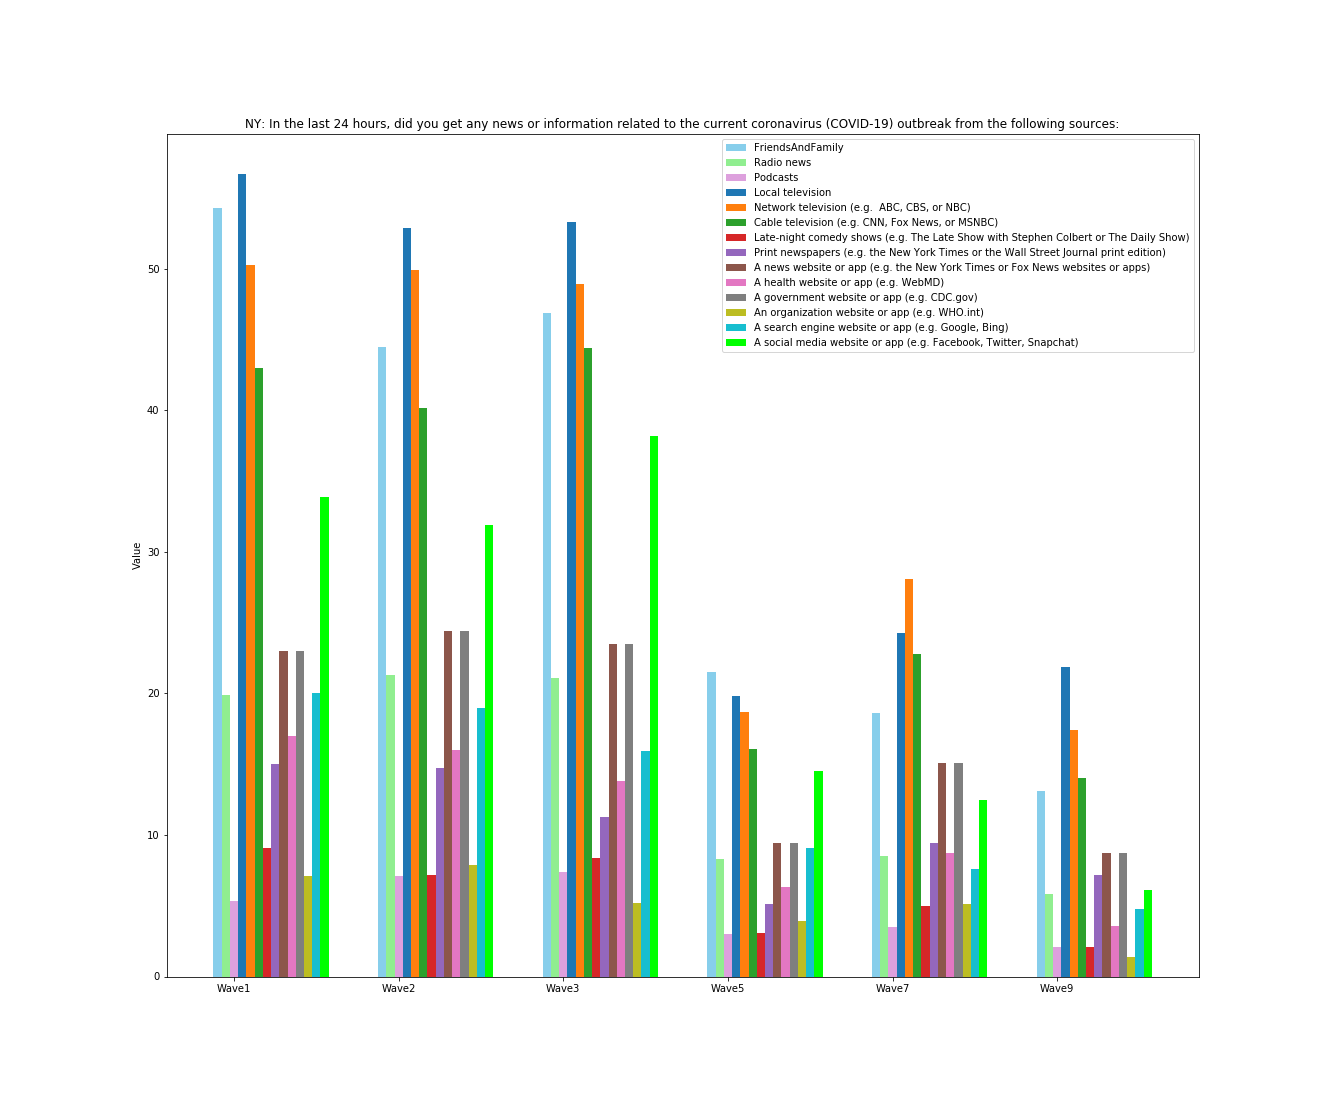 NY: In the last 24 hours, did you get any news or information related to the current coronavirus (COVID-19) outbreak from the following sources:
FriendsAndFamily
Radio news
Podcasts
Local television
Network television (e.g.  ABC, CBS, or NBC)
Cable television (e.g. CNN, Fox News, or MSNBC)
Late-night comedy shows (e.g. The Late Show with Stephen Colbert or The Daily Show)
Print newspapers (e.g. the New York Times or the Wall Street Journal print edition)
A news website or app (e.g. the New York Times or Fox News websites or apps)
A health website or app (e.g. WebMD)
A government website or app (e.g. CDC.gov)
An organization website or app (e.g. WHO.int)
A search engine website or app (e.g. Google, Bing)
A social media website or app (e.g. Facebook, Twitter, Snapchat)
50
40
30
20
10
0
Value
Wave1 Wave2 Wave3 Wave5 Wave7 Wave9